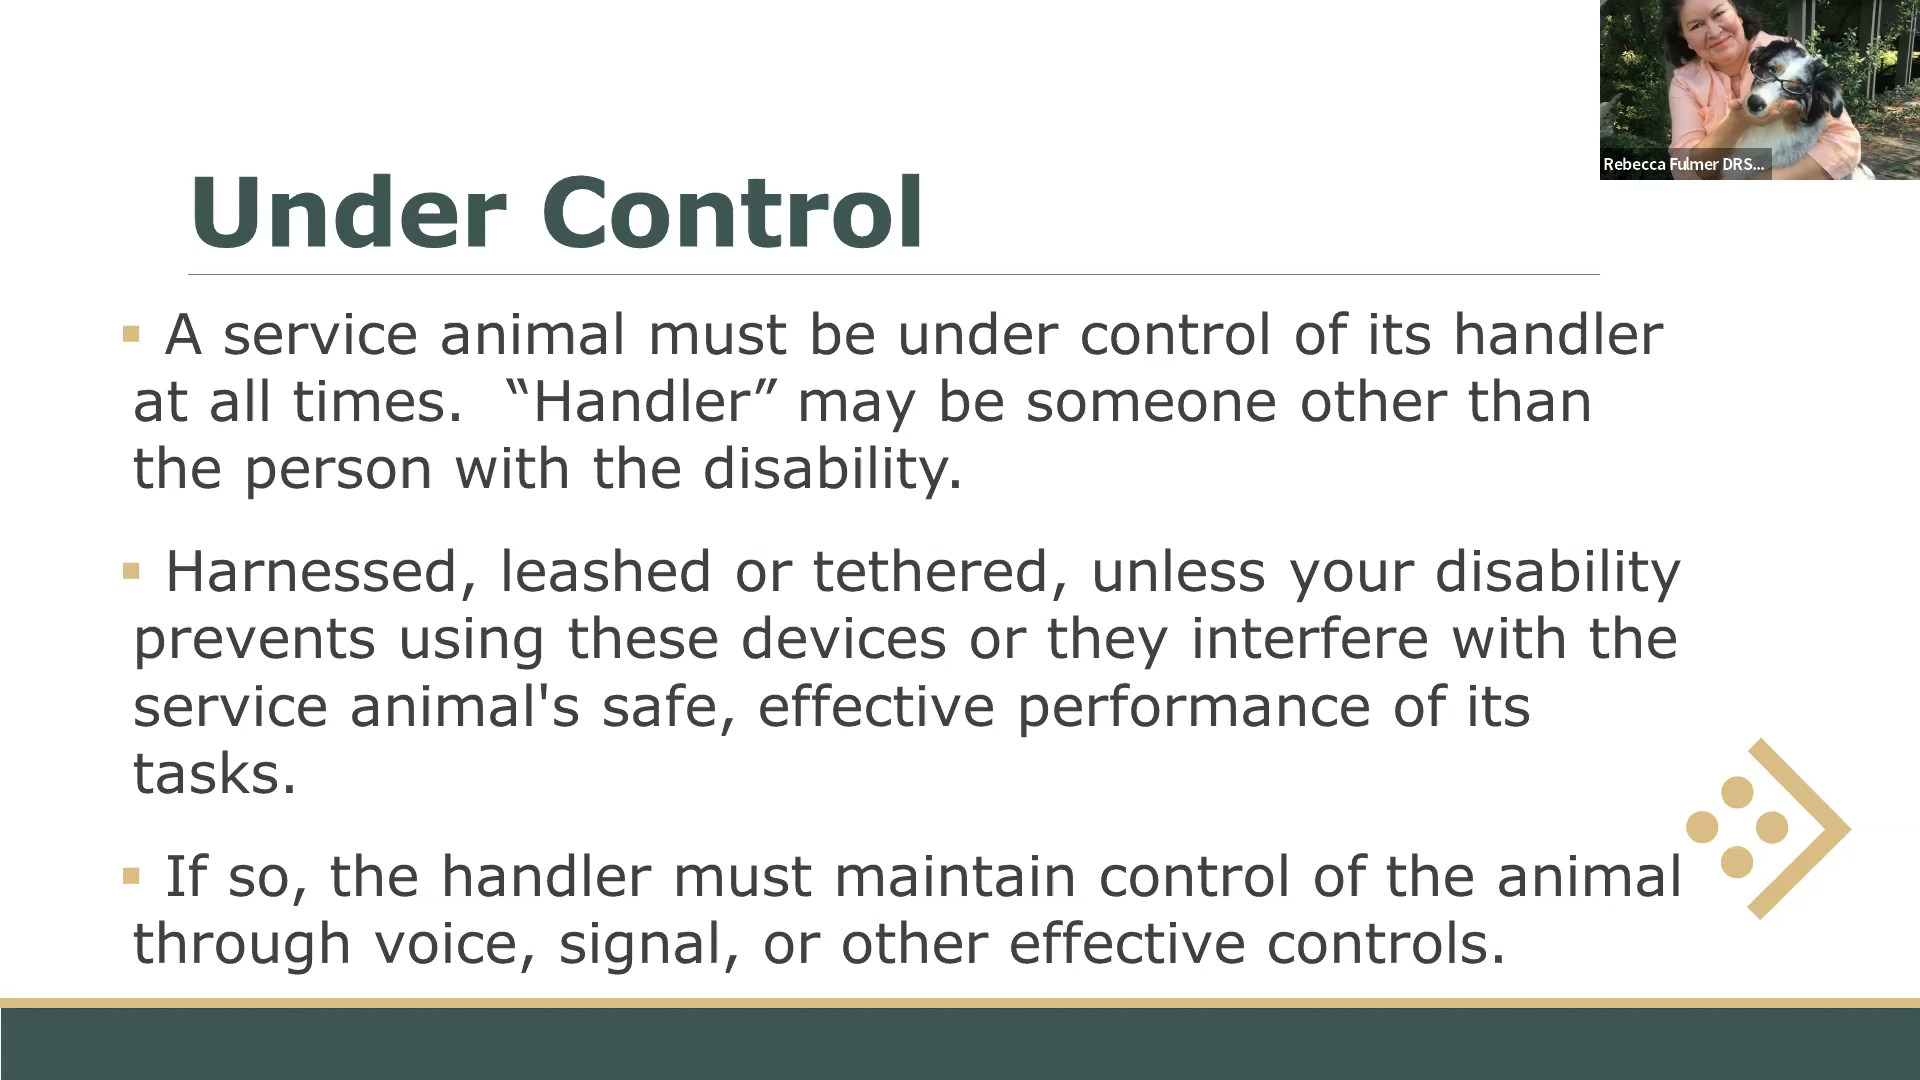 Rebecca Fulmer DRS...
Under Control
▪ A service animal must be under control of its handler
at all times.  “Handler” may be someone other than
the person with the disability.
▪ Harnessed, leashed or tethered, unless your disability
prevents using these devices or they interfere with the
service animal's safe, effective performance of its
tasks.
▪ If so, the handler must maintain control of the animal
through voice, signal, or other effective controls.